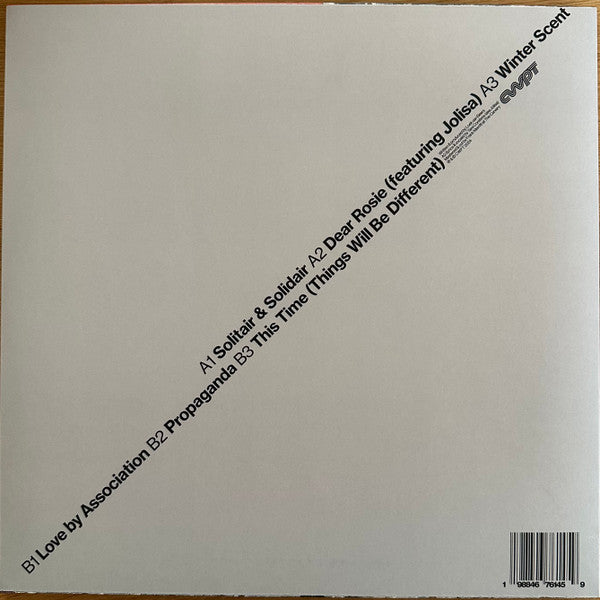 A1 Solitair & Solidair A2 Dear Rosie (featuring Jolisa) A3 Winter Scent
B1 Love by Association B2 Propaganda B3 This Time (Things Will Be Different)
CWPT
1 98846 76145 9